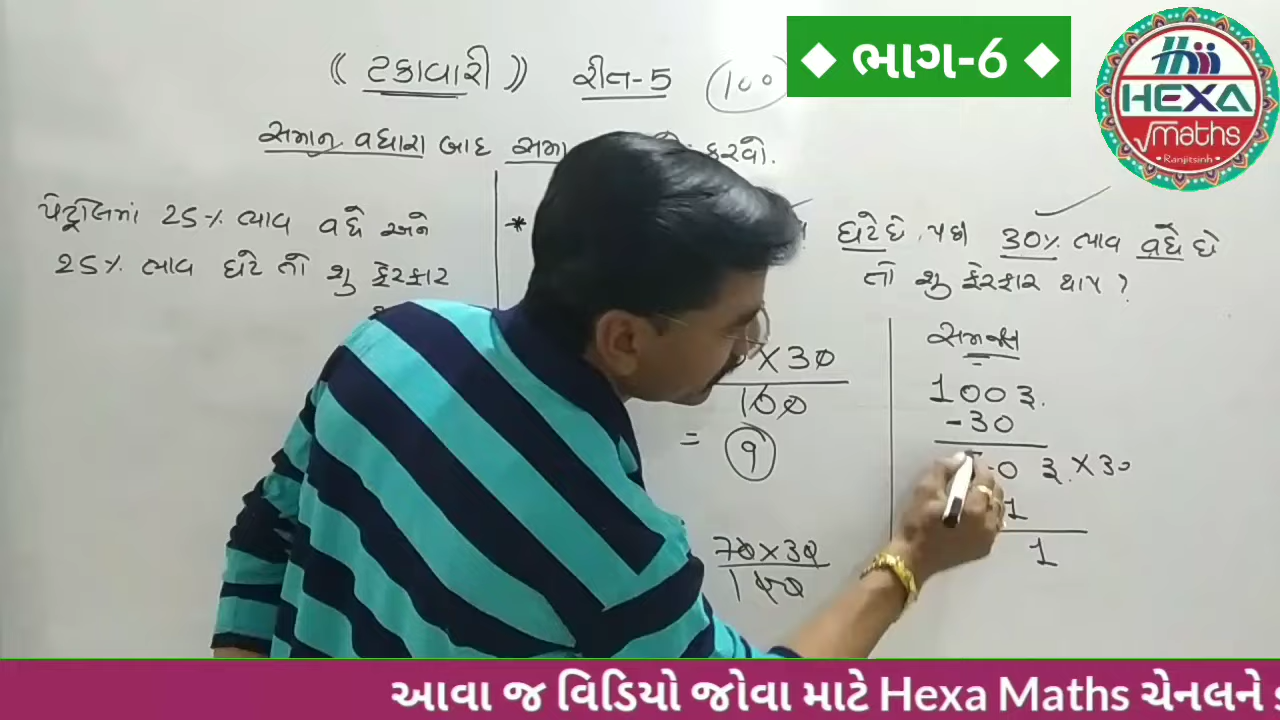 ◆ ભાગ-6 ◆
HEXA
maths
Ranjitsinh
(( ટકાવારી )) રીત-5 100
સમાન વધારા બાદ સમા કરવો.
પેટ્રોલમાં 25% ભાવ વધે અને
25% ભાવ ઘટે તો શુ ફેરફાર
* ઘટે છે પછી 30% ભાવ વધે છે
તો શુ ફેરફાર થાય ?
સમજ
100 રૂ.
-30
0 રૂ. × 30
1
1
× 30
100
= 9
70×30
100
આવા જ વિડિયો જોવા માટે Hexa Maths ચેનલને